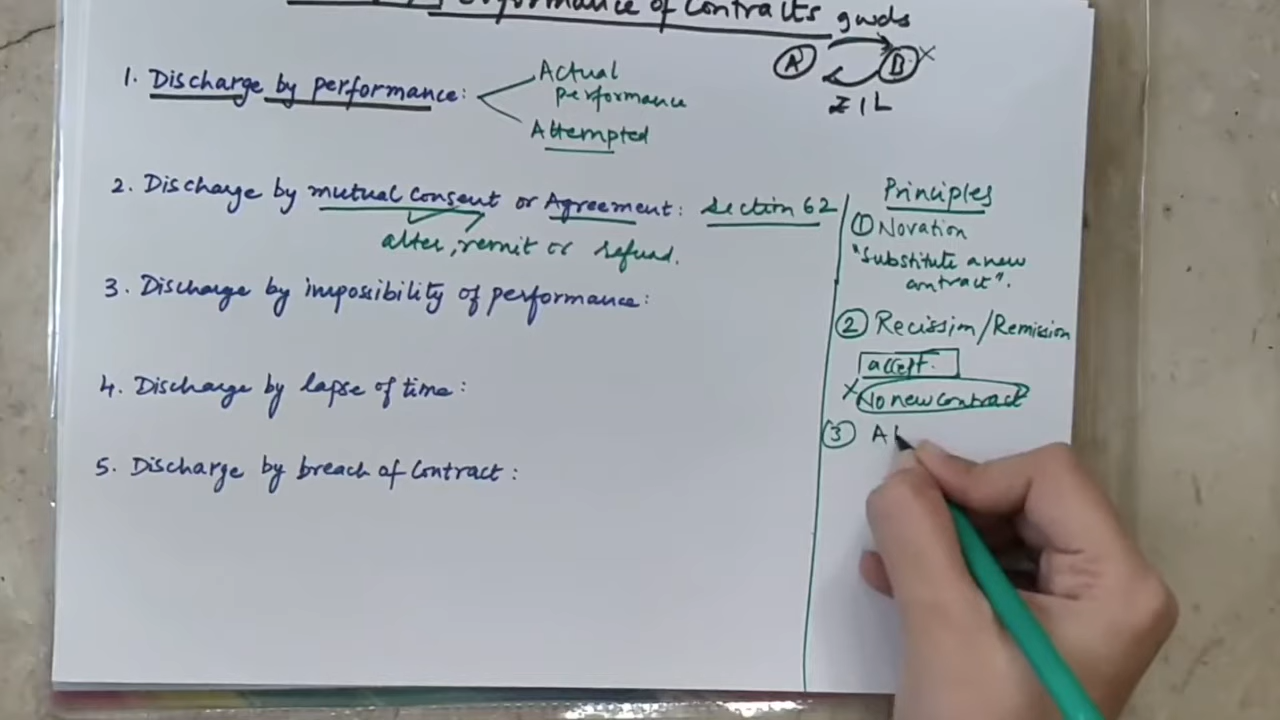 Performance of Contracts
goods
A B X
1. Discharge by performance:
Actual
performance
Attempted
₹ 1 L
2. Discharge by mutual Consent or Agreement: Section 62
alter, remit or refund.
3. Discharge by impossibility of performance:
4. Discharge by lapse of time:
5. Discharge by breach of Contract:
Principles
① Novation
"Substitute a new
contract".
② Recission/Remission
accept.
X No new contract
③ A